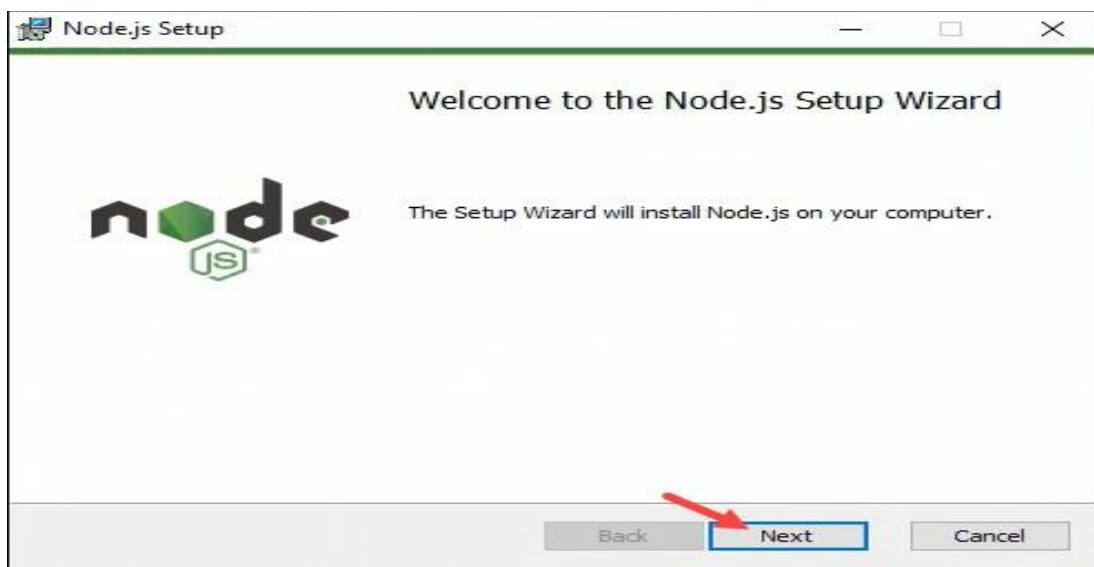 Node.js Setup
Welcome to the Node.js Setup Wizard
node
JS
The Setup Wizard will install Node.js on your computer.
Back
Next
Cancel